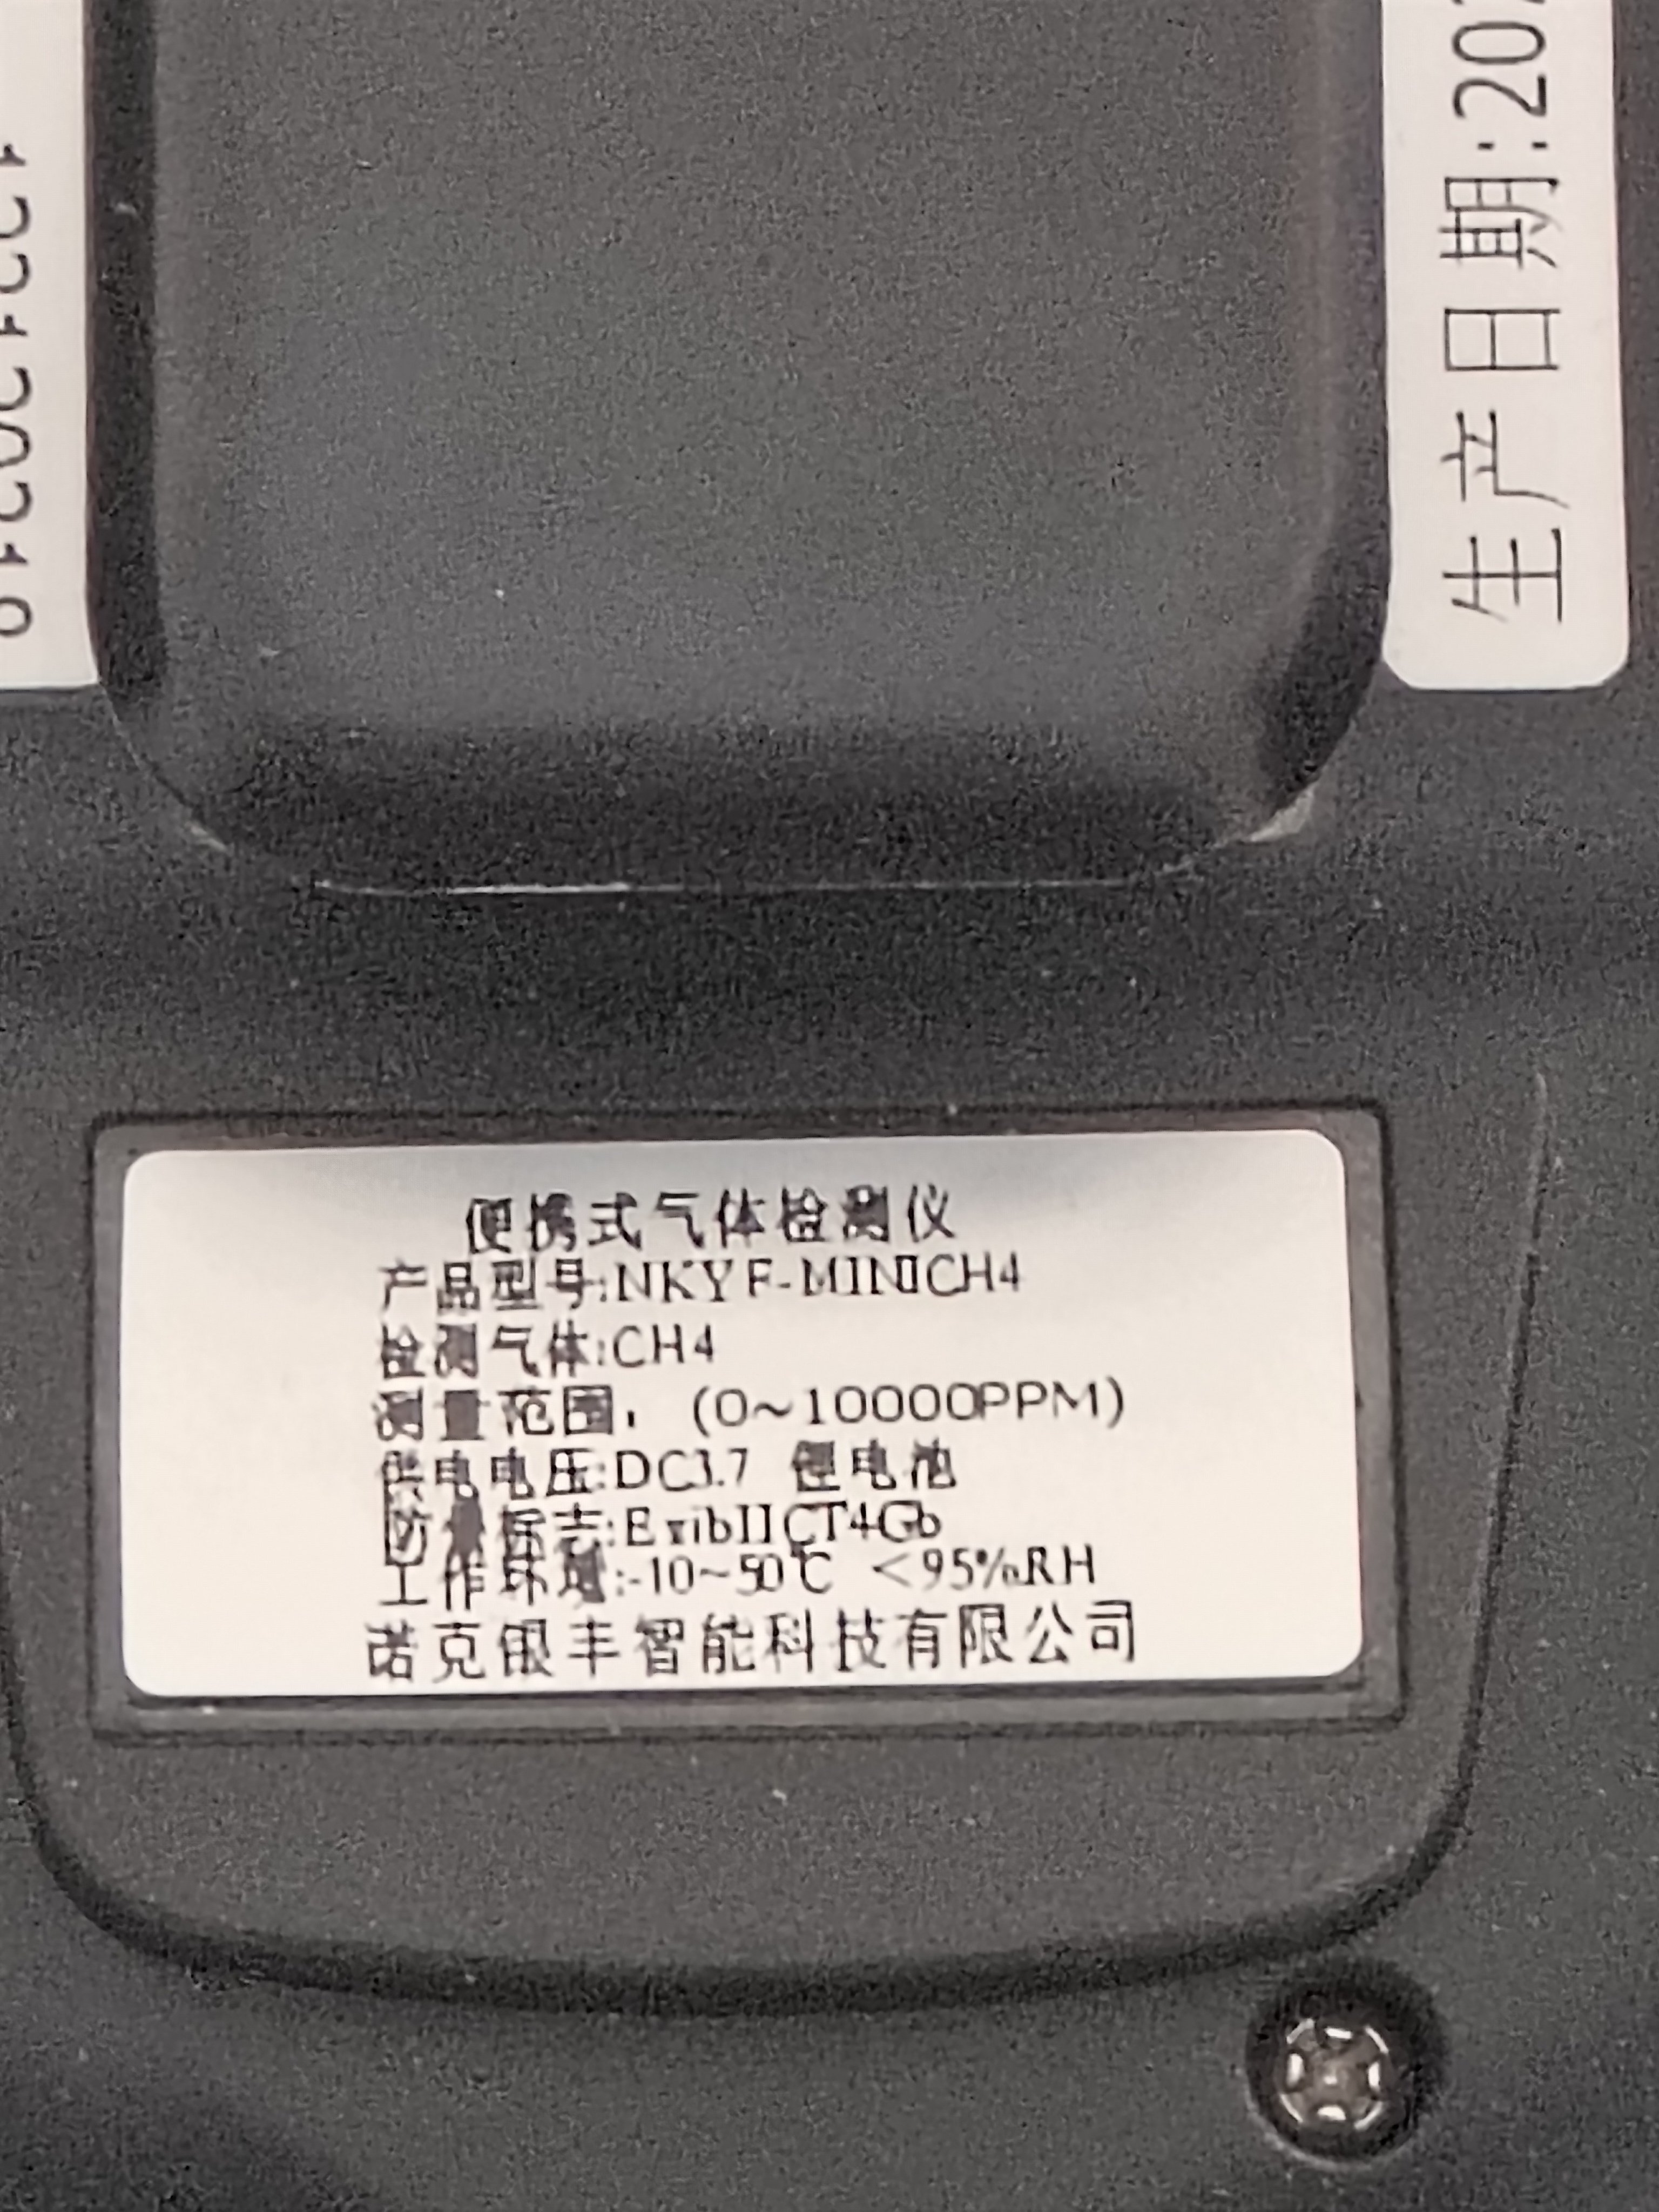 生产日期:202
便携式气体检测仪
产品型号:NKYF-MINICH4
检测气体:CH4
测量范围: (0~10000PPM)
供电电压:DC3.7 锂电池
防爆标志:ExibIICT4Gb
工作环境:-10~50℃ <95%RH
诺克银丰智能科技有限公司